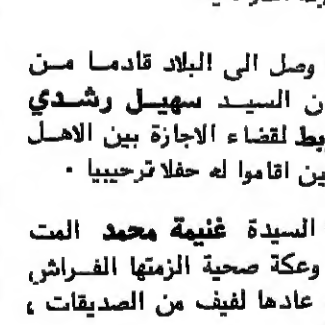 وصل الى البلاد قادما من
ن السيد سهيل رشدي
بط لقضاء الاجازة بين الاهل
ين اقاموا له حفلا ترحيبيا ٠
السيدة غنيمة محمد المت
وعكة صحية الزمتها الفراش
عادها لفيف من الصديقات ،